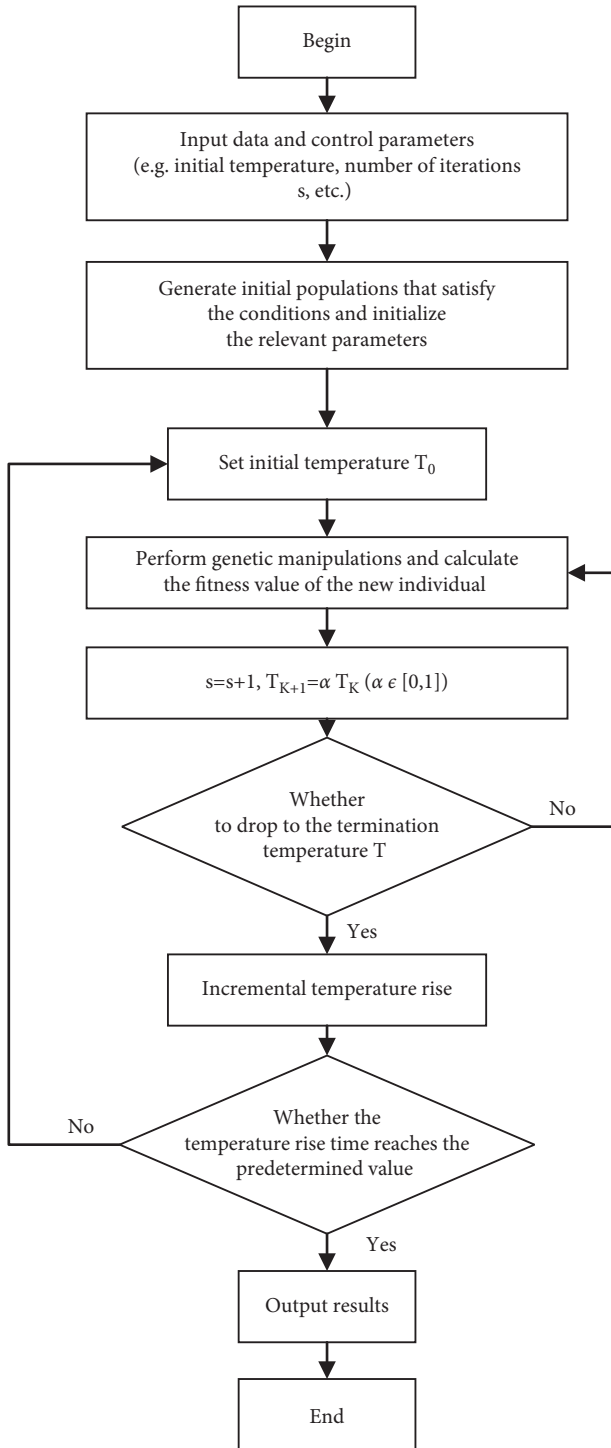 Begin
Input data and control parameters
(e.g. initial temperature, number of iterations
s, etc.)
Generate initial populations that satisfy
the conditions and initialize
the relevant parameters
Set initial temperature T₀
Perform genetic manipulations and calculate
the fitness value of the new individual
s=s+1, T_{K+1}=α T_K (α ϵ [0,1])
Whether
to drop to the termination
temperature T
No
Yes
Incremental temperature rise
Whether the
temperature rise time reaches the
predetermined value
No
Yes
Output results
End